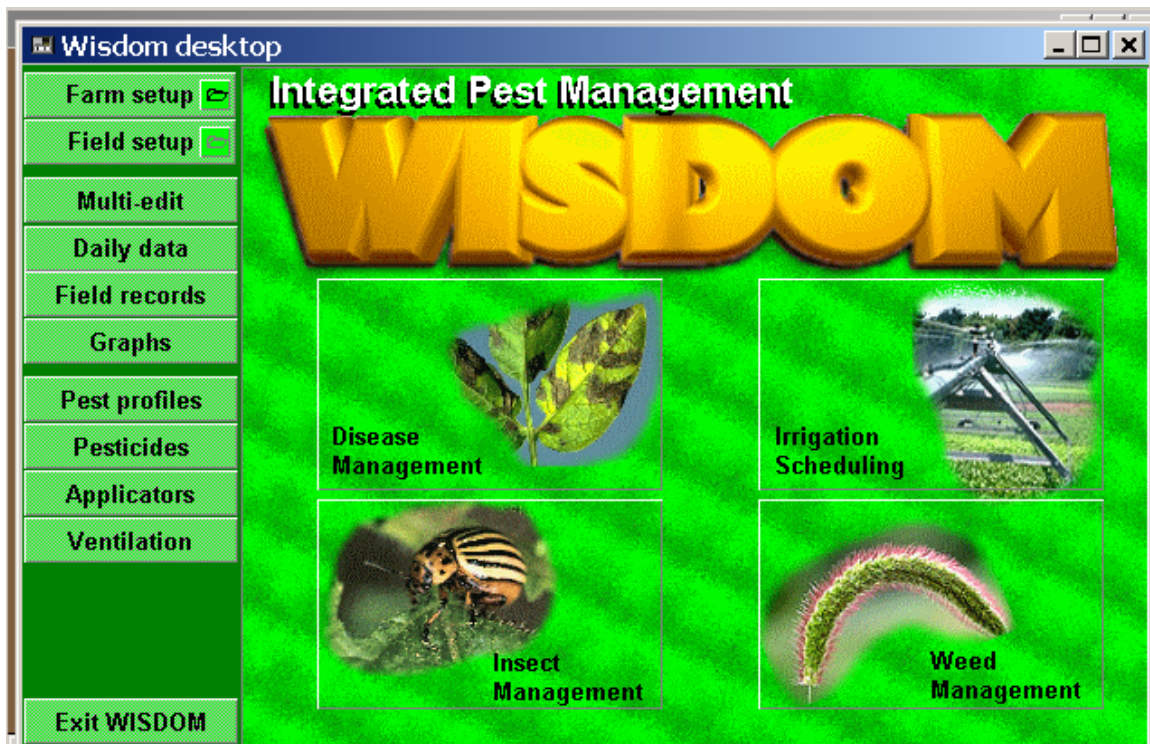 Wisdom desktop
Farm setup
Field setup
Multi-edit
Daily data
Field records
Graphs
Pest profiles
Pesticides
Applicators
Ventilation
Exit WISDOM
Integrated Pest Management
WISDOM
Disease
Management
Irrigation
Scheduling
Insect
Management
Weed
Management